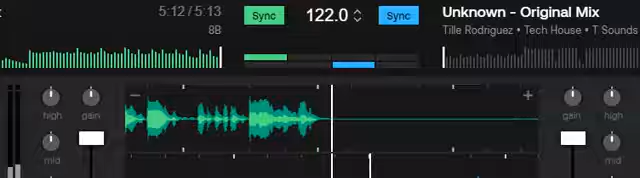 5:12 / 5:13
8B
Sync
122.0
Sync
Unknown - Original Mix
Tille Rodriguez • Tech House • T Sounds
high
gain
mid
gain
high
mid